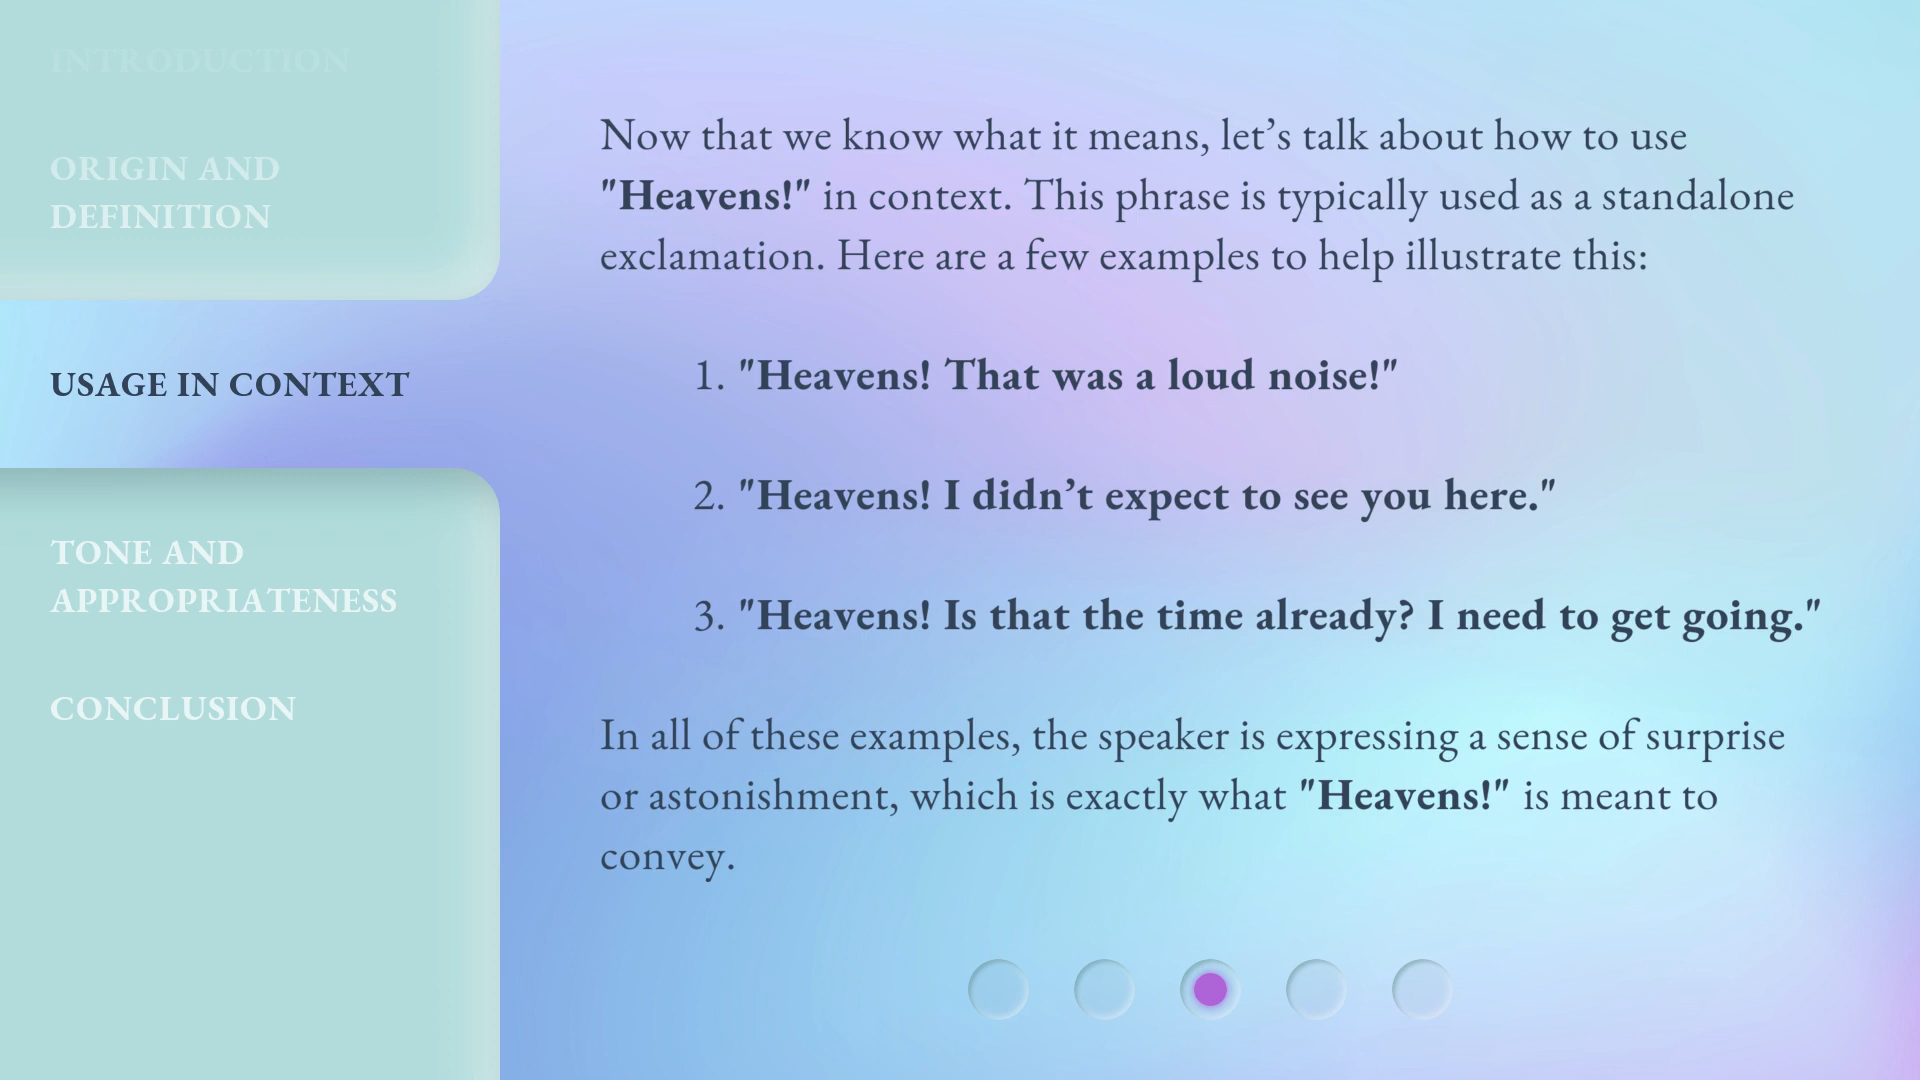 INTRODUCTION
ORIGIN AND
DEFINITION
USAGE IN CONTEXT
TONE AND
APPROPRIATENESS
CONCLUSION
Now that we know what it means, let’s talk about how to use
"Heavens!" in context. This phrase is typically used as a standalone
exclamation. Here are a few examples to help illustrate this:
1. "Heavens! That was a loud noise!"
2. "Heavens! I didn’t expect to see you here."
3. "Heavens! Is that the time already? I need to get going."
In all of these examples, the speaker is expressing a sense of surprise
or astonishment, which is exactly what "Heavens!" is meant to
convey.